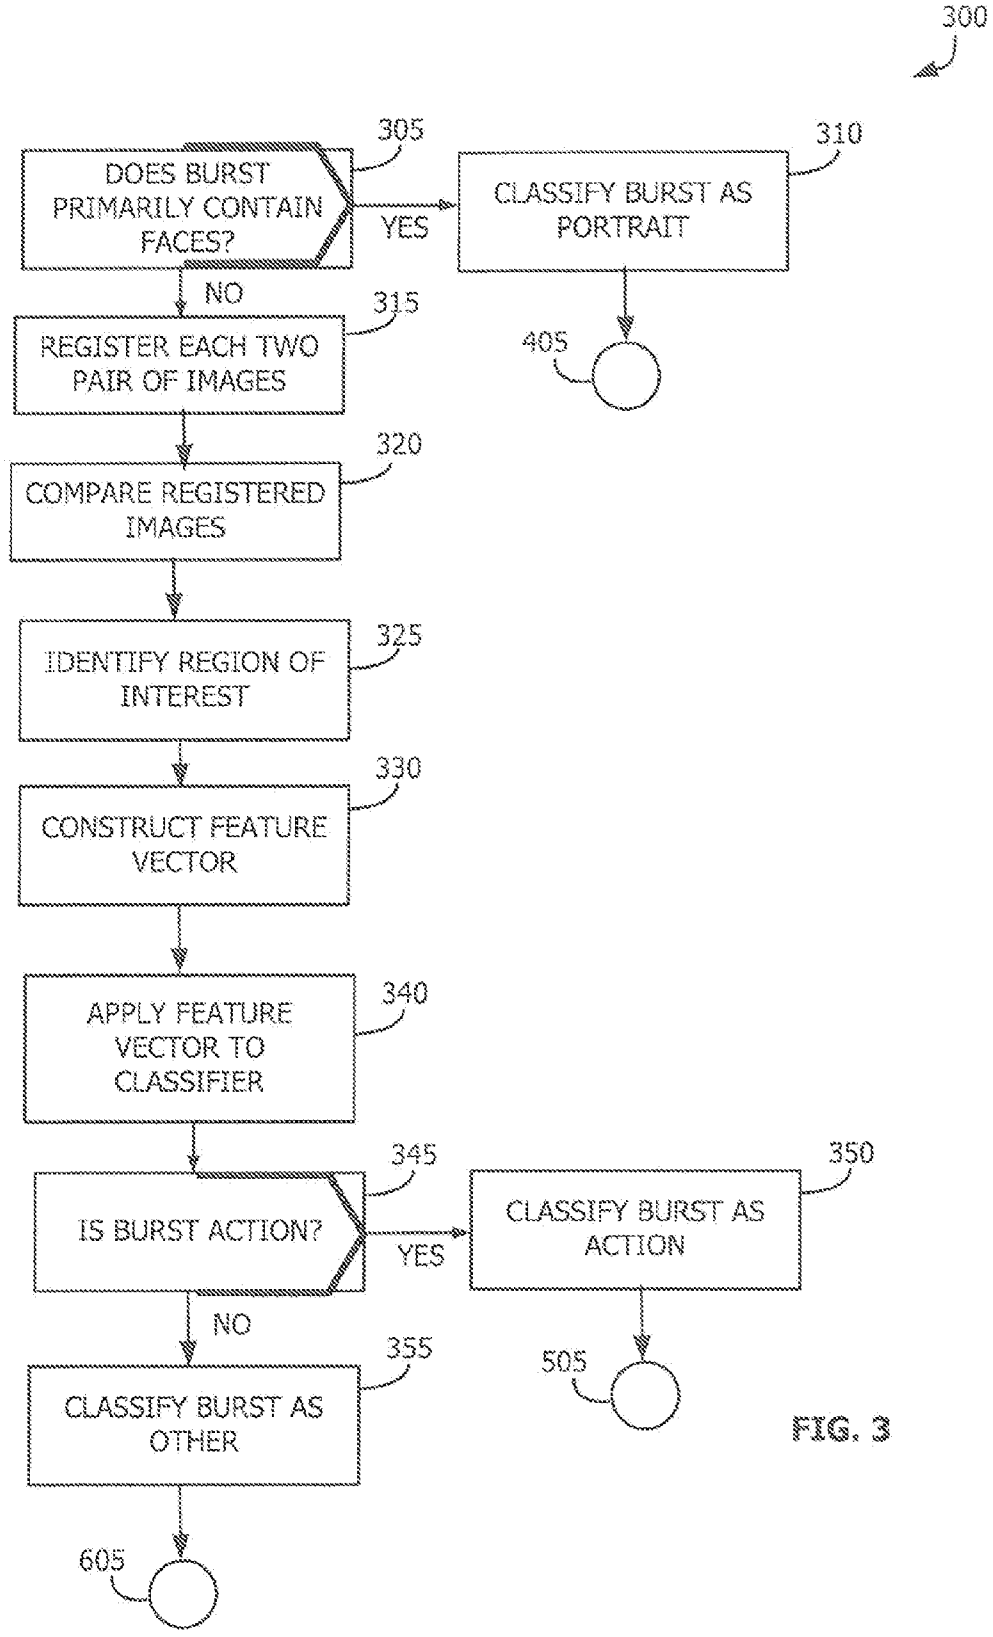 300
305
DOES BURST
PRIMARILY CONTAIN
FACES?
YES
310
CLASSIFY BURST AS
PORTRAIT
405
NO
315
REGISTER EACH TWO
PAIR OF IMAGES
320
COMPARE REGISTERED
IMAGES
325
IDENTIFY REGION OF
INTEREST
330
CONSTRUCT FEATURE
VECTOR
340
APPLY FEATURE
VECTOR TO
CLASSIFIER
345
IS BURST ACTION?
YES
350
CLASSIFY BURST AS
ACTION
505
NO
355
CLASSIFY BURST AS
OTHER
605
FIG. 3